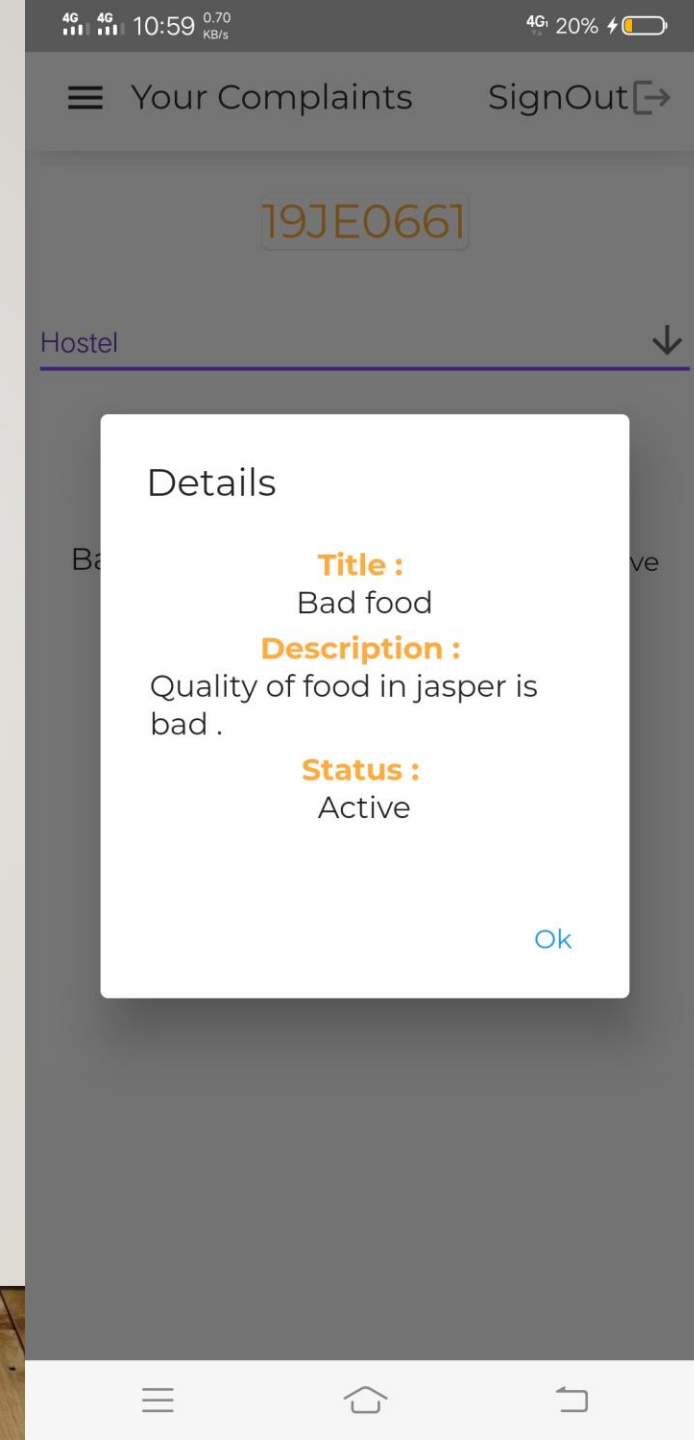 4G 4G 10:59 0.70 KB/s 4G 20%
Your Complaints SignOut
19JE0661
Hostel
Details
Title :
Bad food
Description :
Quality of food in jasper is
bad .
Status :
Active
Ok